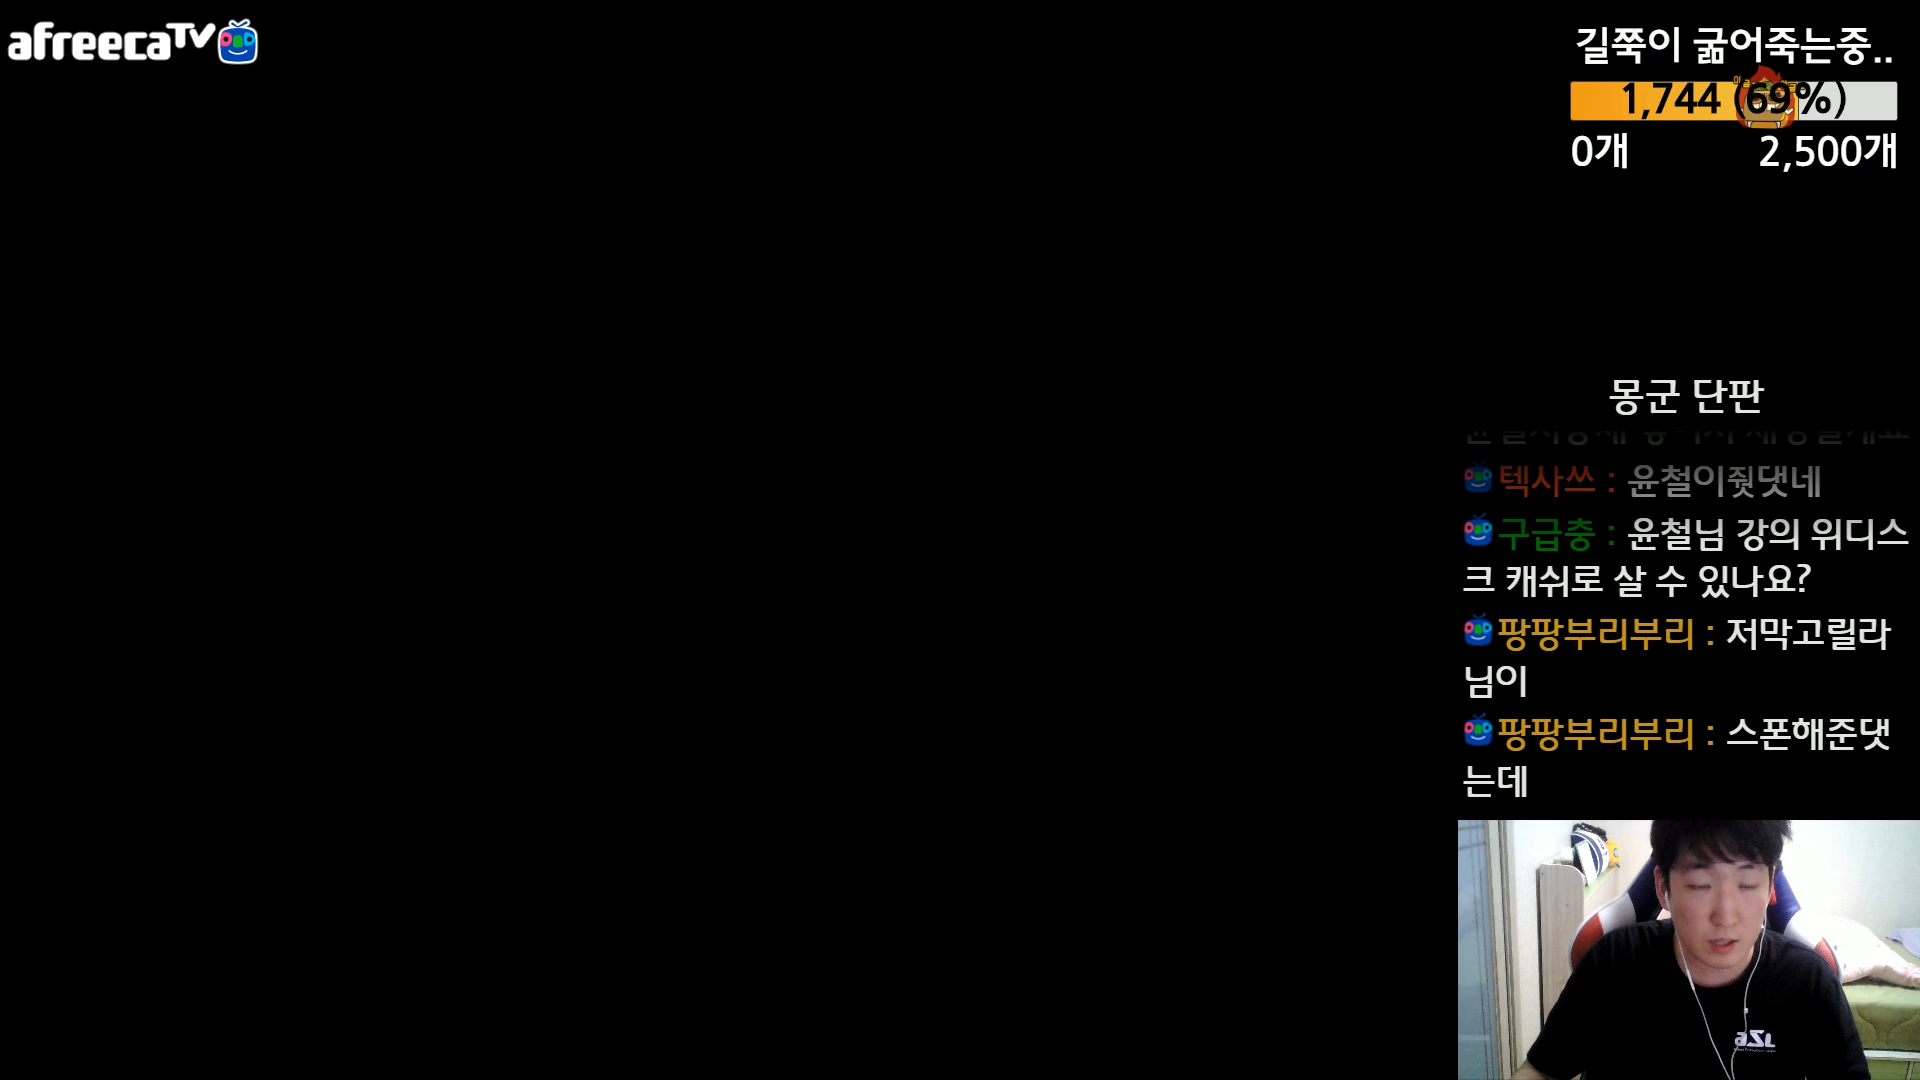 afreecaTV
길쭉이 굶어죽는중..
1,744 (69%)
0개 2,500개
몽군 단판
텍사쓰 : 윤철이줫댓네
구급충 : 윤철님 강의 위디스
크 캐쉬로 살 수 있나요?
팡팡부리부리 : 저막고릴라
님이
팡팡부리부리 : 스폰해준댓
는데
aSL